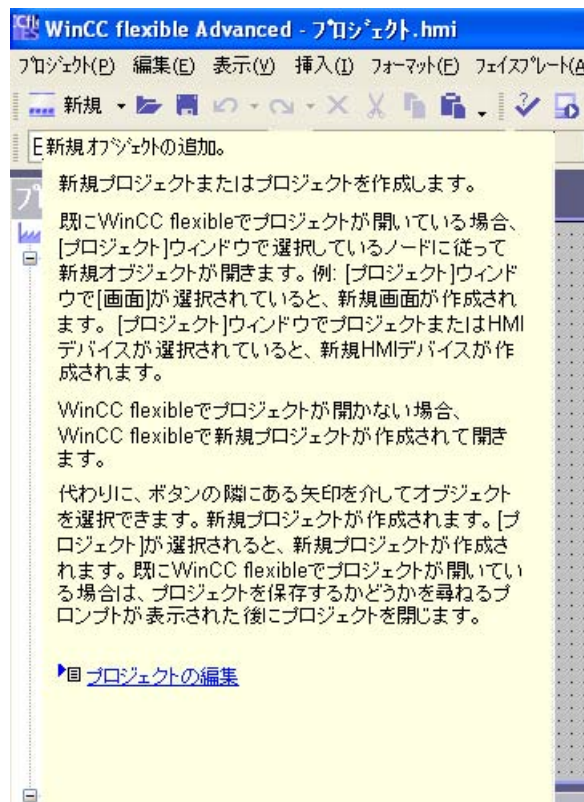 WinCC flexible Advanced - プロジェクト.hmi
プロジェクト(P) 編集(E) 表示(V) 挿入(I) フォーマット(F) フェイスプレート(A
新規
E
新規オブジェクトの追加。
プ
新規プロジェクトまたはプロジェクトを作成します。
既にWinCC flexibleでプロジェクトが開いている場合、
[プロジェクト]ウィンドウで選択しているノードに従って
新規オブジェクトが開きます。例: [プロジェクト]ウィンド
ウで[画面]が選択されていると、新規画面が作成され
ます。[プロジェクト]ウィンドウでプロジェクトまたはHMI
デバイスが選択されていると、新規HMIデバイスが作
成されます。
WinCC flexibleでプロジェクトが開かない場合、
WinCC flexibleで新規プロジェクトが作成されて開き
ます。
代わりに、ボタンの隣にある矢印を介してオブジェクト
を選択できます。新規プロジェクトが作成されます。[プ
ロジェクト]が選択されると、新規プロジェクトが作成さ
れます。既にWinCC flexibleでプロジェクトが開いてい
る場合は、プロジェクトを保存するかどうかを尋ねるプ
ロンプトが表示された後にプロジェクトを閉じます。
プロジェクトの編集